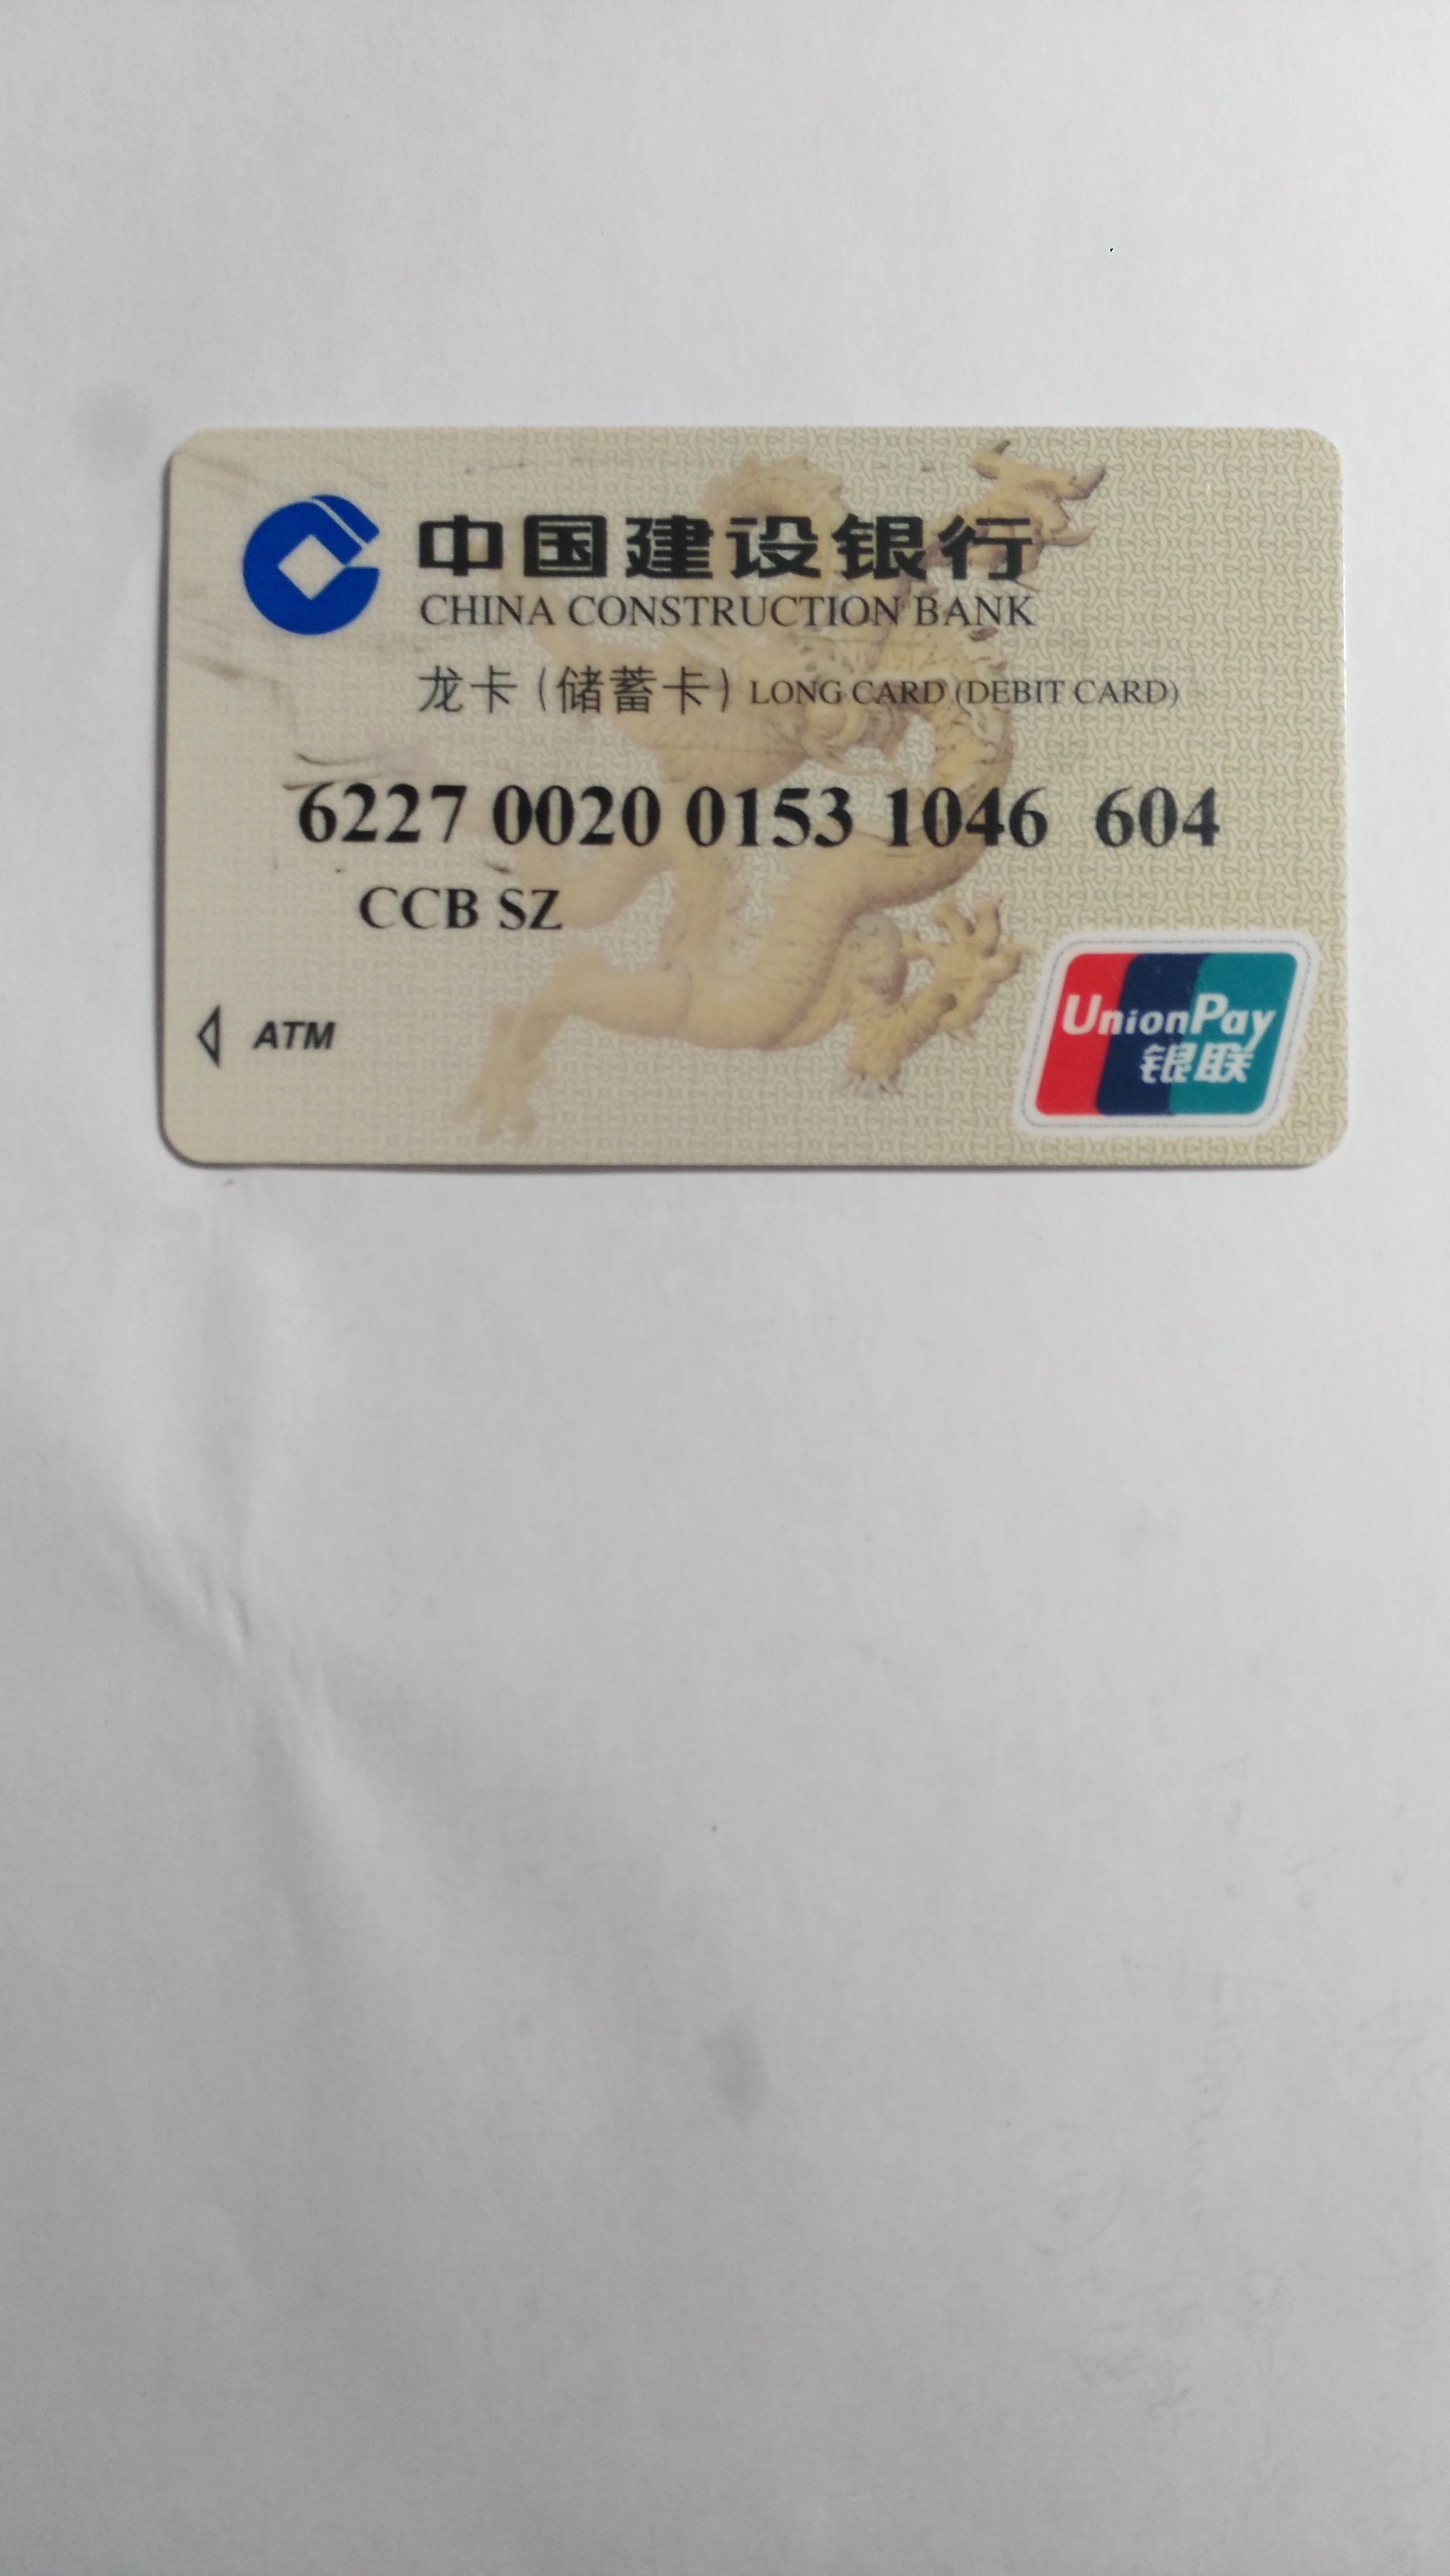 中国建设银行
CHINA CONSTRUCTION BANK
龙卡(储蓄卡) LONG CARD (DEBIT CARD)
6227 0020 0153 1046 604
CCB SZ
ATM
UnionPay
银联